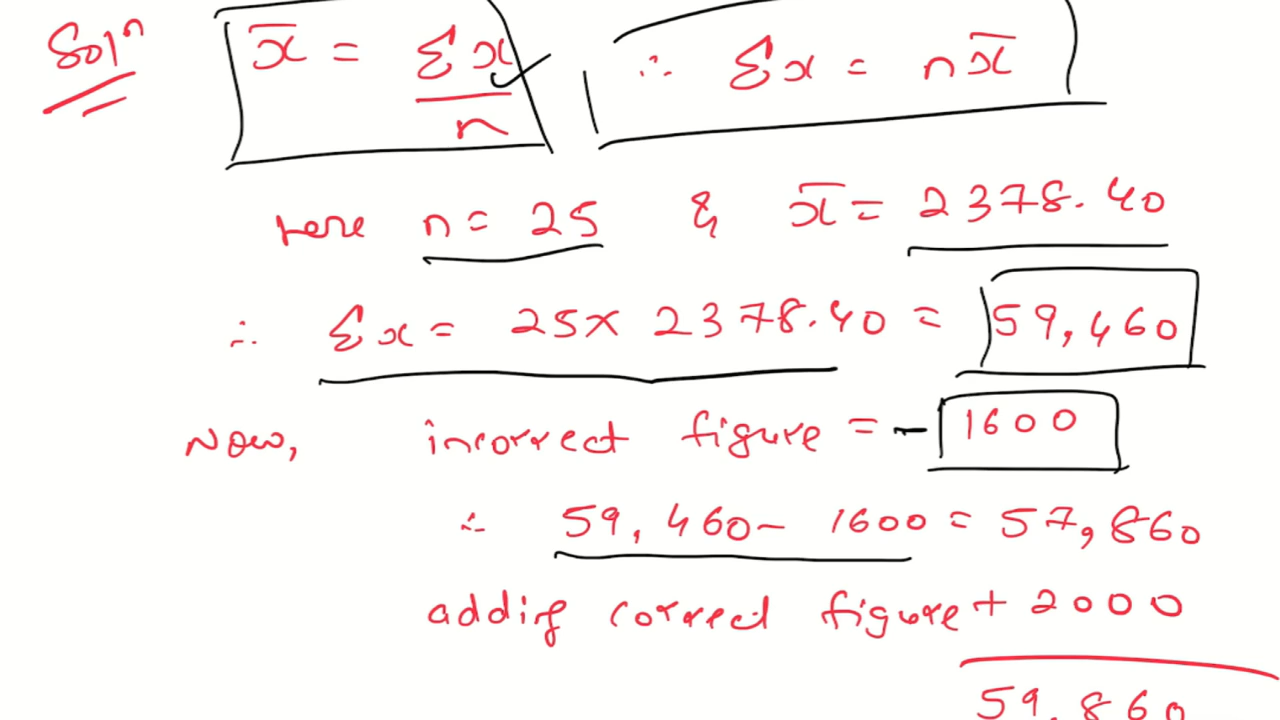 Solⁿ x̄ = Σx / n ∴ Σx = nx̄
here n = 25 & x̄ = 2378.40
∴ Σx = 25 x 2378.40 = 59,460
Now, incorrect figure = - 1600
∴ 59,460 - 1600 = 57,860
adding correct figure + 2000
59,860